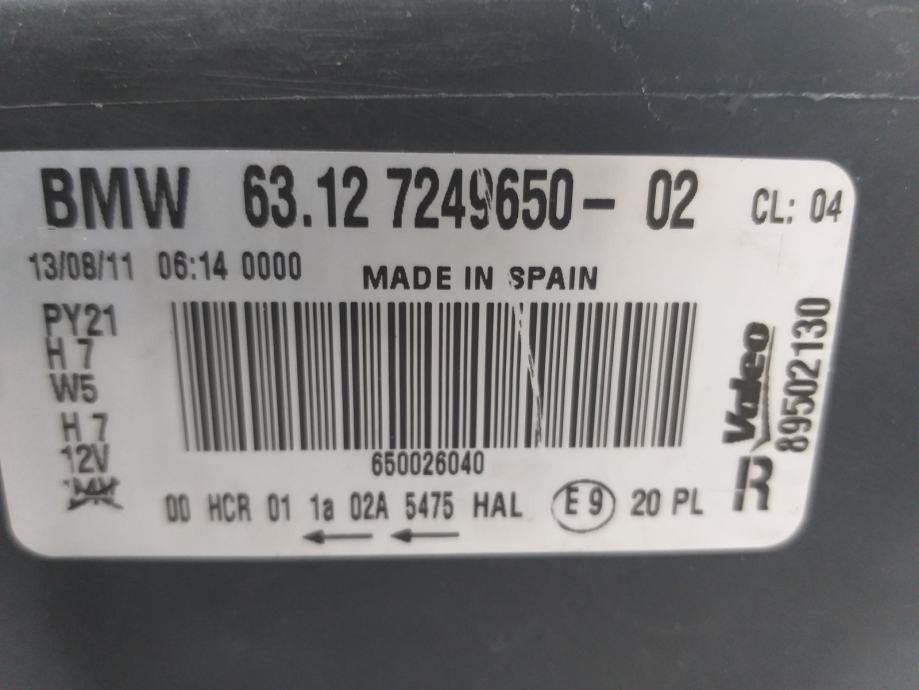 BMW 63.12 7249650-02 CL: 04
13/08/11 06:14 0000
MADE IN SPAIN
PY21
H 7
W5
H 7
12V
650026040
00 HCR 01 1a 02A 5475 HAL E9 20 PL
R Valeo
89502130